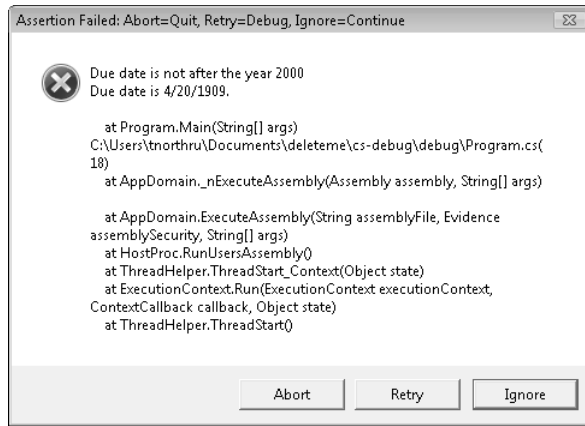 Assertion Failed: Abort=Quit, Retry=Debug, Ignore=Continue
Due date is not after the year 2000
Due date is 4/20/1909.
at Program.Main(String[] args)
C:\Users\tnorthru\Documents\deleteme\cs-debug\debug\Program.cs(
18)
at AppDomain._nExecuteAssembly(Assembly assembly, String[] args)
at AppDomain.ExecuteAssembly(String assemblyFile, Evidence
assemblySecurity, String[] args)
at HostProc.RunUsersAssembly()
at ThreadHelper.ThreadStart_Context(Object state)
at ExecutionContext.Run(ExecutionContext executionContext,
ContextCallback callback, Object state)
at ThreadHelper.ThreadStart()
Abort Retry Ignore